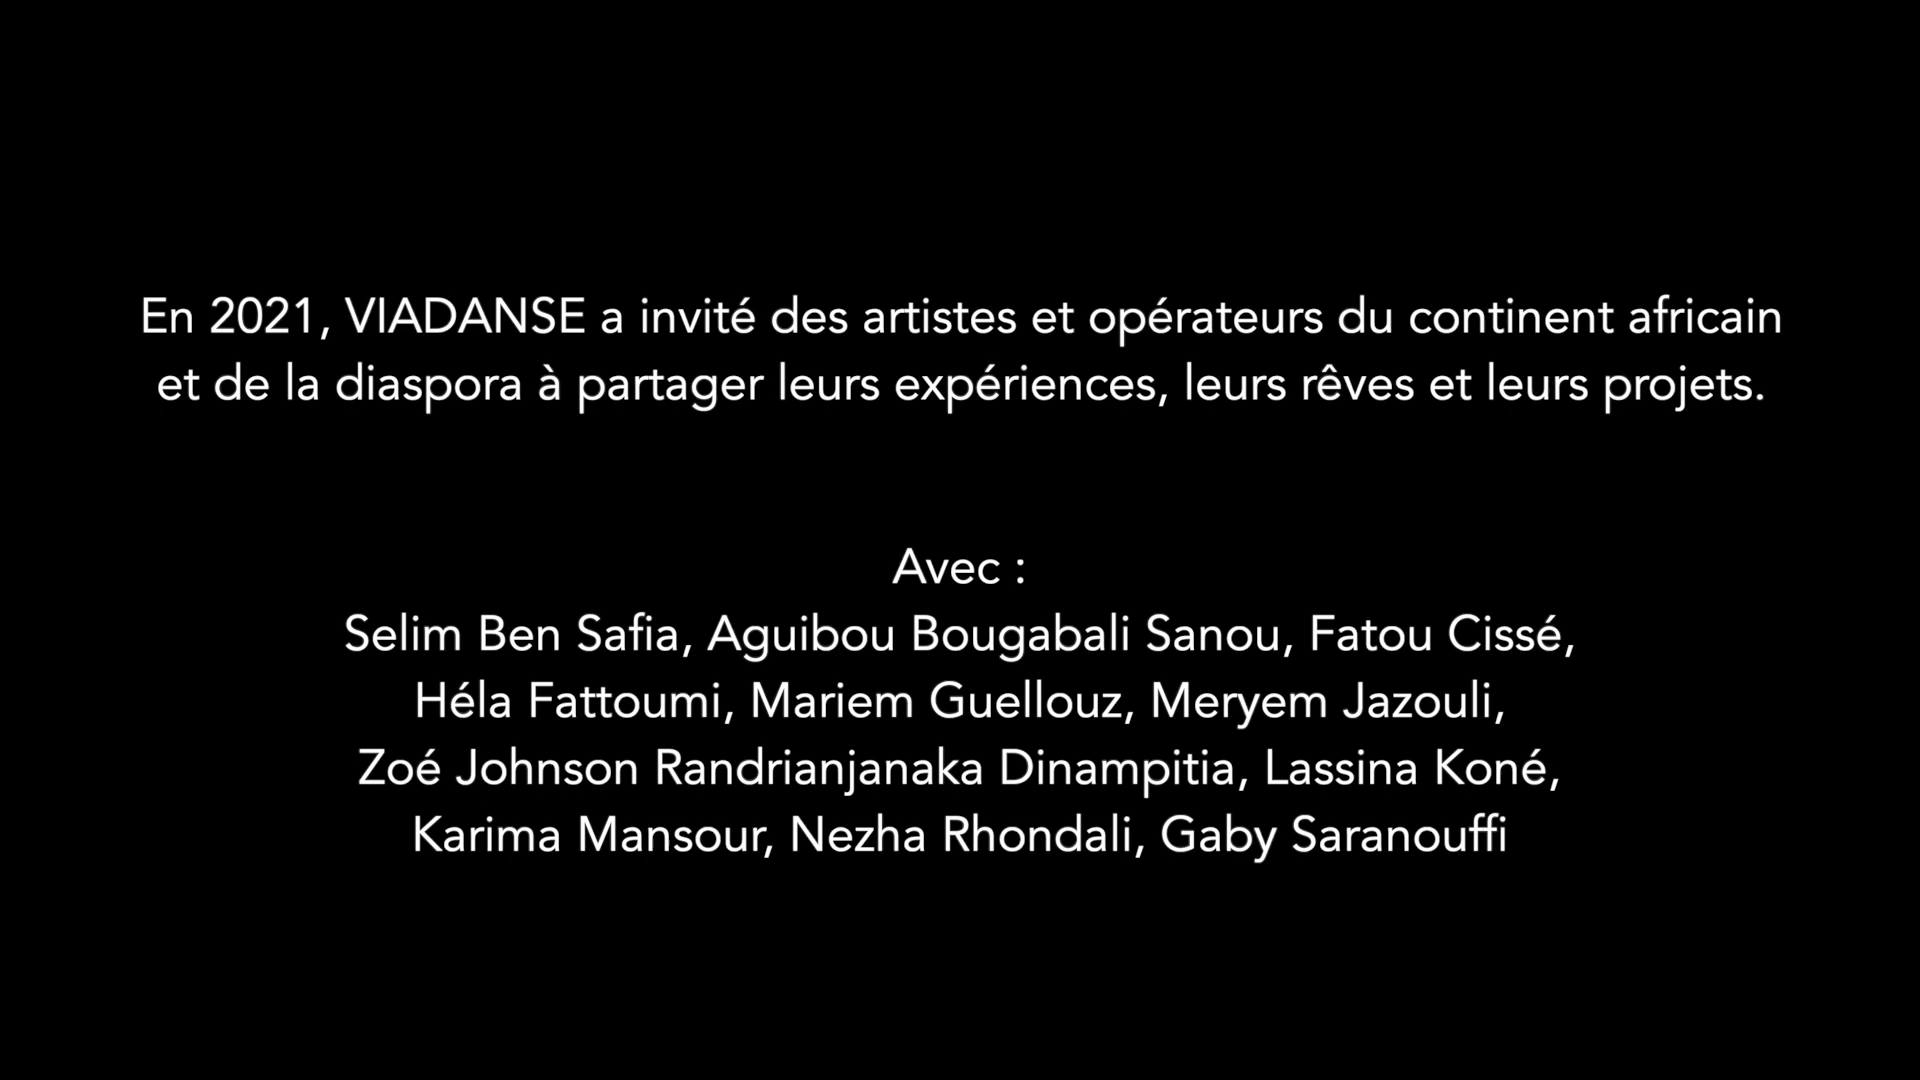 En 2021, VIADANSE a invité des artistes et opérateurs du continent africain
et de la diaspora à partager leurs expériences, leurs rêves et leurs projets.
Avec :
Selim Ben Safia, Aguibou Bougabali Sanou, Fatou Cissé,
Héla Fattoumi, Mariem Guellouz, Meryem Jazouli,
Zoé Johnson Randrianjanaka Dinampitia, Lassina Koné,
Karima Mansour, Nezha Rhondali, Gaby Saranouffi